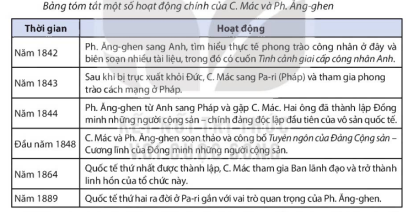 Bảng tóm tắt một số hoạt động chính của C. Mác và Ph. Ăng-ghen
Thời gian
Hoạt động
Năm 1842
Ph. Ăng-ghen sang Anh, tìm hiểu thực tế phong trào công nhân ở đây và
biên soạn nhiều tài liệu, trong đó có cuốn Tình cảnh giai cấp công nhân Anh.
Năm 1843
Sau khi bị trục xuất khỏi Đức, C. Mác sang Pa-ri (Pháp) và tham gia phong
trào cách mạng ở Pháp.
Năm 1844
Ph. Ăng-ghen từ Anh sang Pháp và gặp C. Mác. Hai ông đã thành lập Đồng
minh những người cộng sản – chính đảng độc lập đầu tiên của vô sản quốc tế.
Đầu năm 1848
C. Mác và Ph. Ăng-ghen soạn thảo và công bố Tuyên ngôn của Đảng Cộng sản –
Cương lĩnh của Đồng minh những người cộng sản.
Năm 1864
Quốc tế thứ nhất được thành lập, C. Mác tham gia Ban lãnh đạo và trở thành
linh hồn của tổ chức này.
Năm 1889
Quốc tế thứ hai ra đời ở Pa-ri gắn với vai trò quan trọng của Ph. Ăng-ghen.